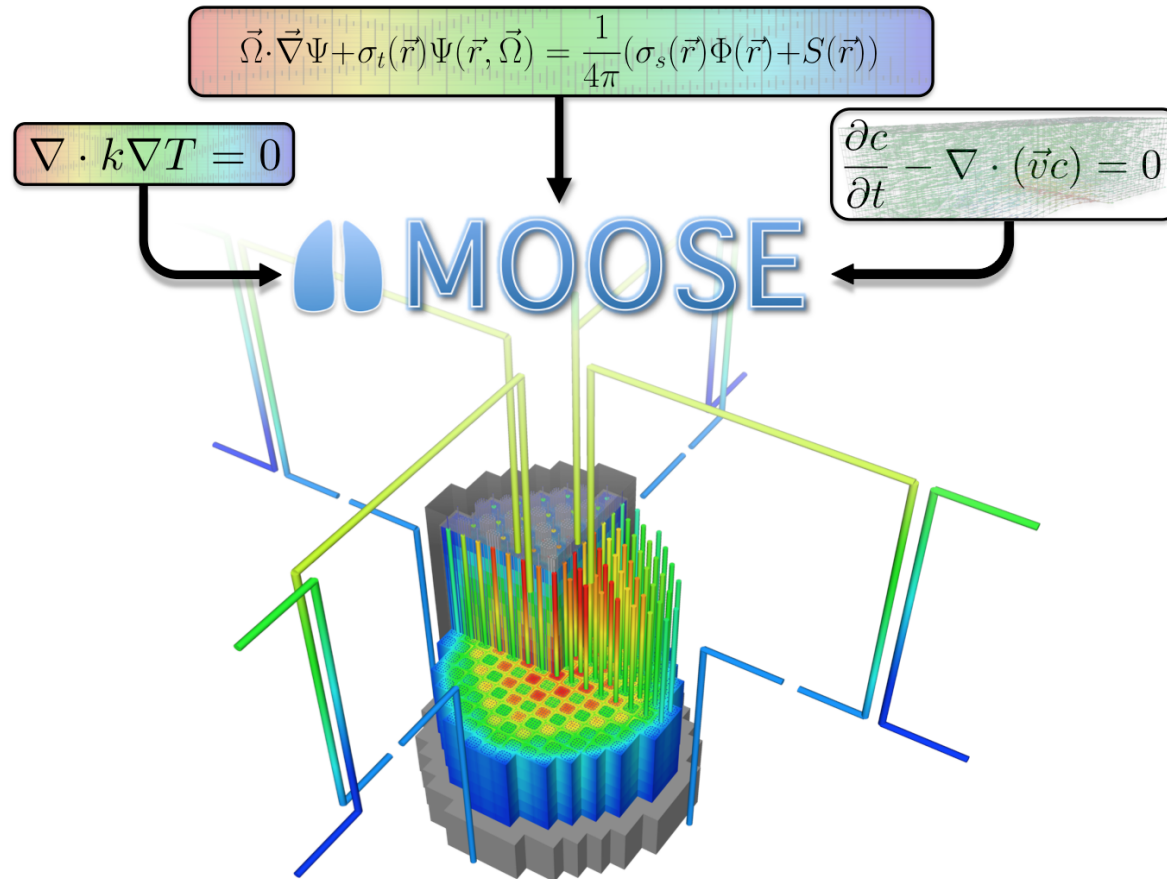 $\vec{\Omega}\cdot\vec{\nabla}\Psi+\sigma_t(\vec{r})\Psi(\vec{r},\vec{\Omega})=\frac{1}{4\pi}(\sigma_s(\vec{r})\Phi(\vec{r})+S(\vec{r}))$
$\nabla\cdot k\nabla T=0$
$\frac{\partial c}{\partial t}-\nabla\cdot(\vec{v}c)=0$
MOOSE